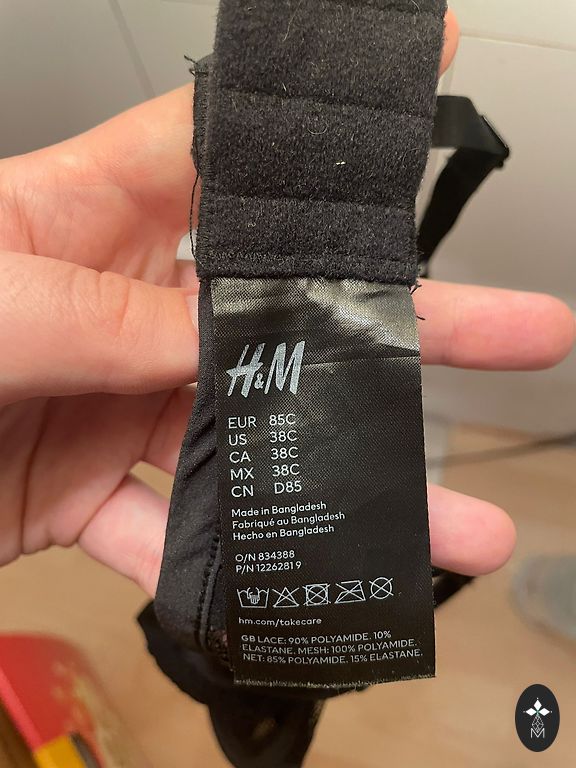 H&M
EUR 85C
US 38C
CA 38C
MX 38C
CN D85
Made in Bangladesh
Fabriqué au Bangladesh
Hecho en Bangladesh
O/N 834388
P/N 12262819
hm.com/takecare
GB LACE: 90% POLYAMIDE. 10%
ELASTANE. MESH: 100% POLYAMIDE.
NET: 85% POLYAMIDE. 15% ELASTANE.
M